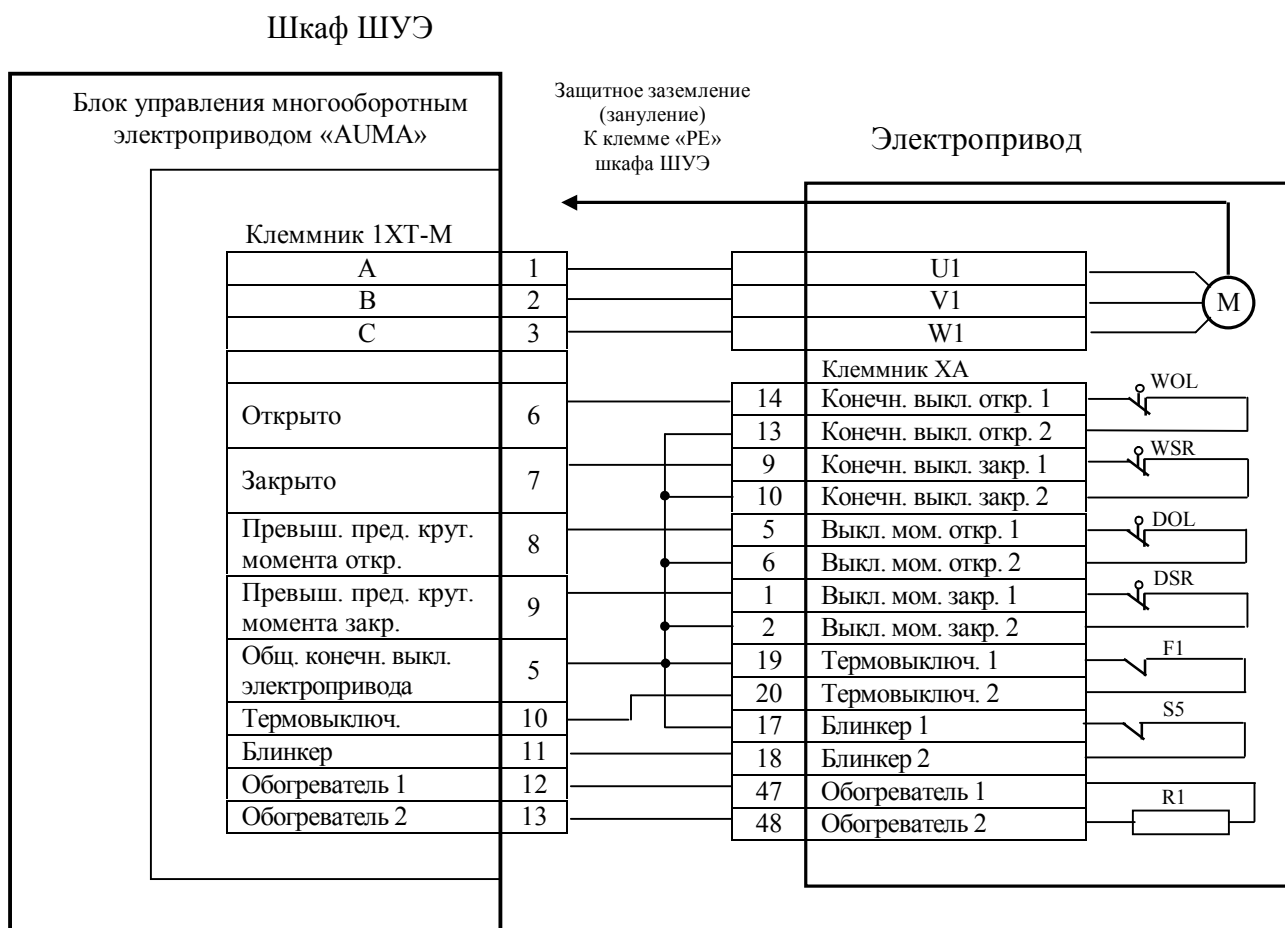 Шкаф ШУЭ
Блок управления многооборотным
электроприводом «AUMA»
Защитное заземление
(зануление)
К клемме «РЕ»
шкафа ШУЭ
Электропривод
Клеммник 1ХТ-М
А 1
В 2
С 3
Открыто 6
Закрыто 7
Превыш. пред. крут.
момента откр. 8
Превыш. пред. крут.
момента закр. 9
Общ. конечн. выкл.
электропривода 5
Термовыключ. 10
Блинкер 11
Обогреватель 1 12
Обогреватель 2 13
U1
V1
W1
M
Клеммник ХА
14 Конечн. выкл. откр. 1 WOL
13 Конечн. выкл. откр. 2
9 Конечн. выкл. закр. 1 WSR
10 Конечн. выкл. закр. 2
5 Выкл. мом. откр. 1 DOL
6 Выкл. мом. откр. 2
1 Выкл. мом. закр. 1 DSR
2 Выкл. мом. закр. 2
19 Термовыключ. 1 F1
20 Термовыключ. 2
17 Блинкер 1 S5
18 Блинкер 2
47 Обогреватель 1 R1
48 Обогреватель 2